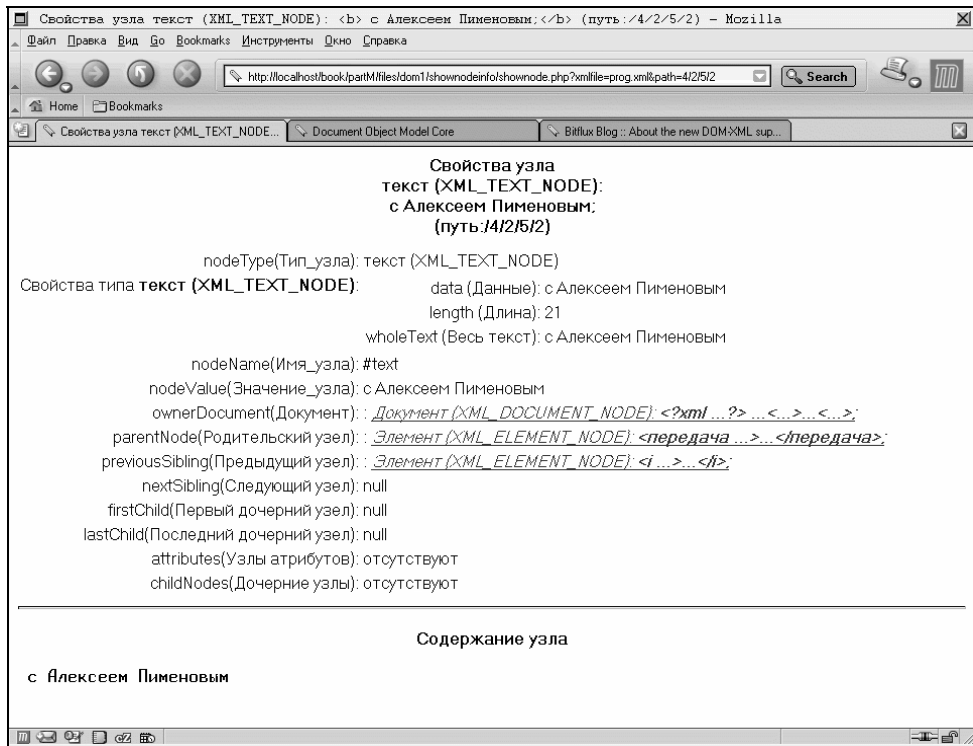 Свойства узла текст (XML_TEXT_NODE): <b> с Алексеем Пименовым;</b> (путь:/4/2/5/2) – Mozilla
Файл Правка Вид Go Bookmarks Инструменты Окно Справка
http://localhost/book/partM/files/dom1/shownodeinfo/shownode.php?xmlfile=prog.xml&path=4/2/5/2 Search
Home Bookmarks
Свойства узла текст (XML_TEXT_NODE... Document Object Model Core Bitflux Blog :: About the new DOM-XML sup...
Свойства узла
текст (XML_TEXT_NODE):
с Алексеем Пименовым;
(путь:/4/2/5/2)
nodeType(Тип_узла): текст (XML_TEXT_NODE)
Свойства типа текст (XML_TEXT_NODE): data (Данные): с Алексеем Пименовым
length (Длина): 21
wholeText (Весь текст): с Алексеем Пименовым
nodeName(Имя_узла): #text
nodeValue(Значение_узла): с Алексеем Пименовым
ownerDocument(Документ): : Документ (XML_DOCUMENT_NODE): <?xml ...?> ...<...>...<...>;
parentNode(Родительский узел): : Элемент (XML_ELEMENT_NODE): <передача ...>...</передача>;
previousSibling(Предыдущий узел): : Элемент (XML_ELEMENT_NODE): <i ...>...</i>;
nextSibling(Следующий узел): null
firstChild(Первый дочерний узел): null
lastChild(Последний дочерний узел): null
attributes(Узлы атрибутов): отсутствуют
childNodes(Дочерние узлы): отсутствуют
Содержание узла
с Алексеем Пименовым